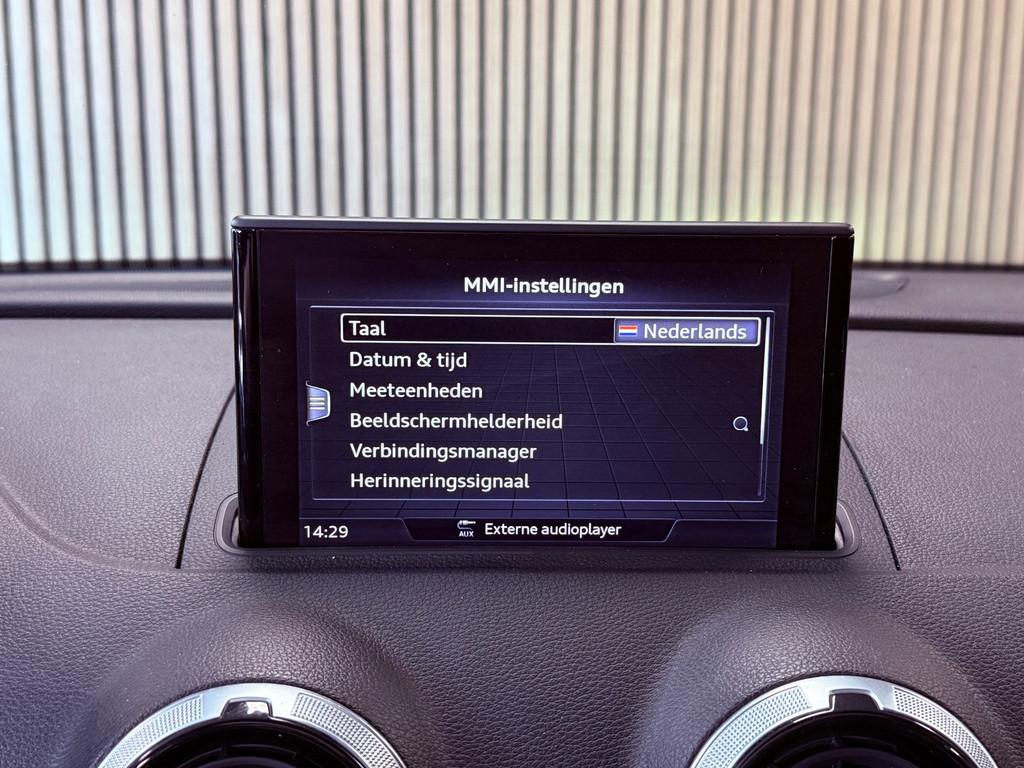 MMI-instellingen
Taal Nederlands
Datum & tijd
Meeteenheden
Beeldschermhelderheid
Verbindingsmanager
Herinneringssignaal
14:29 AUX Externe audioplayer